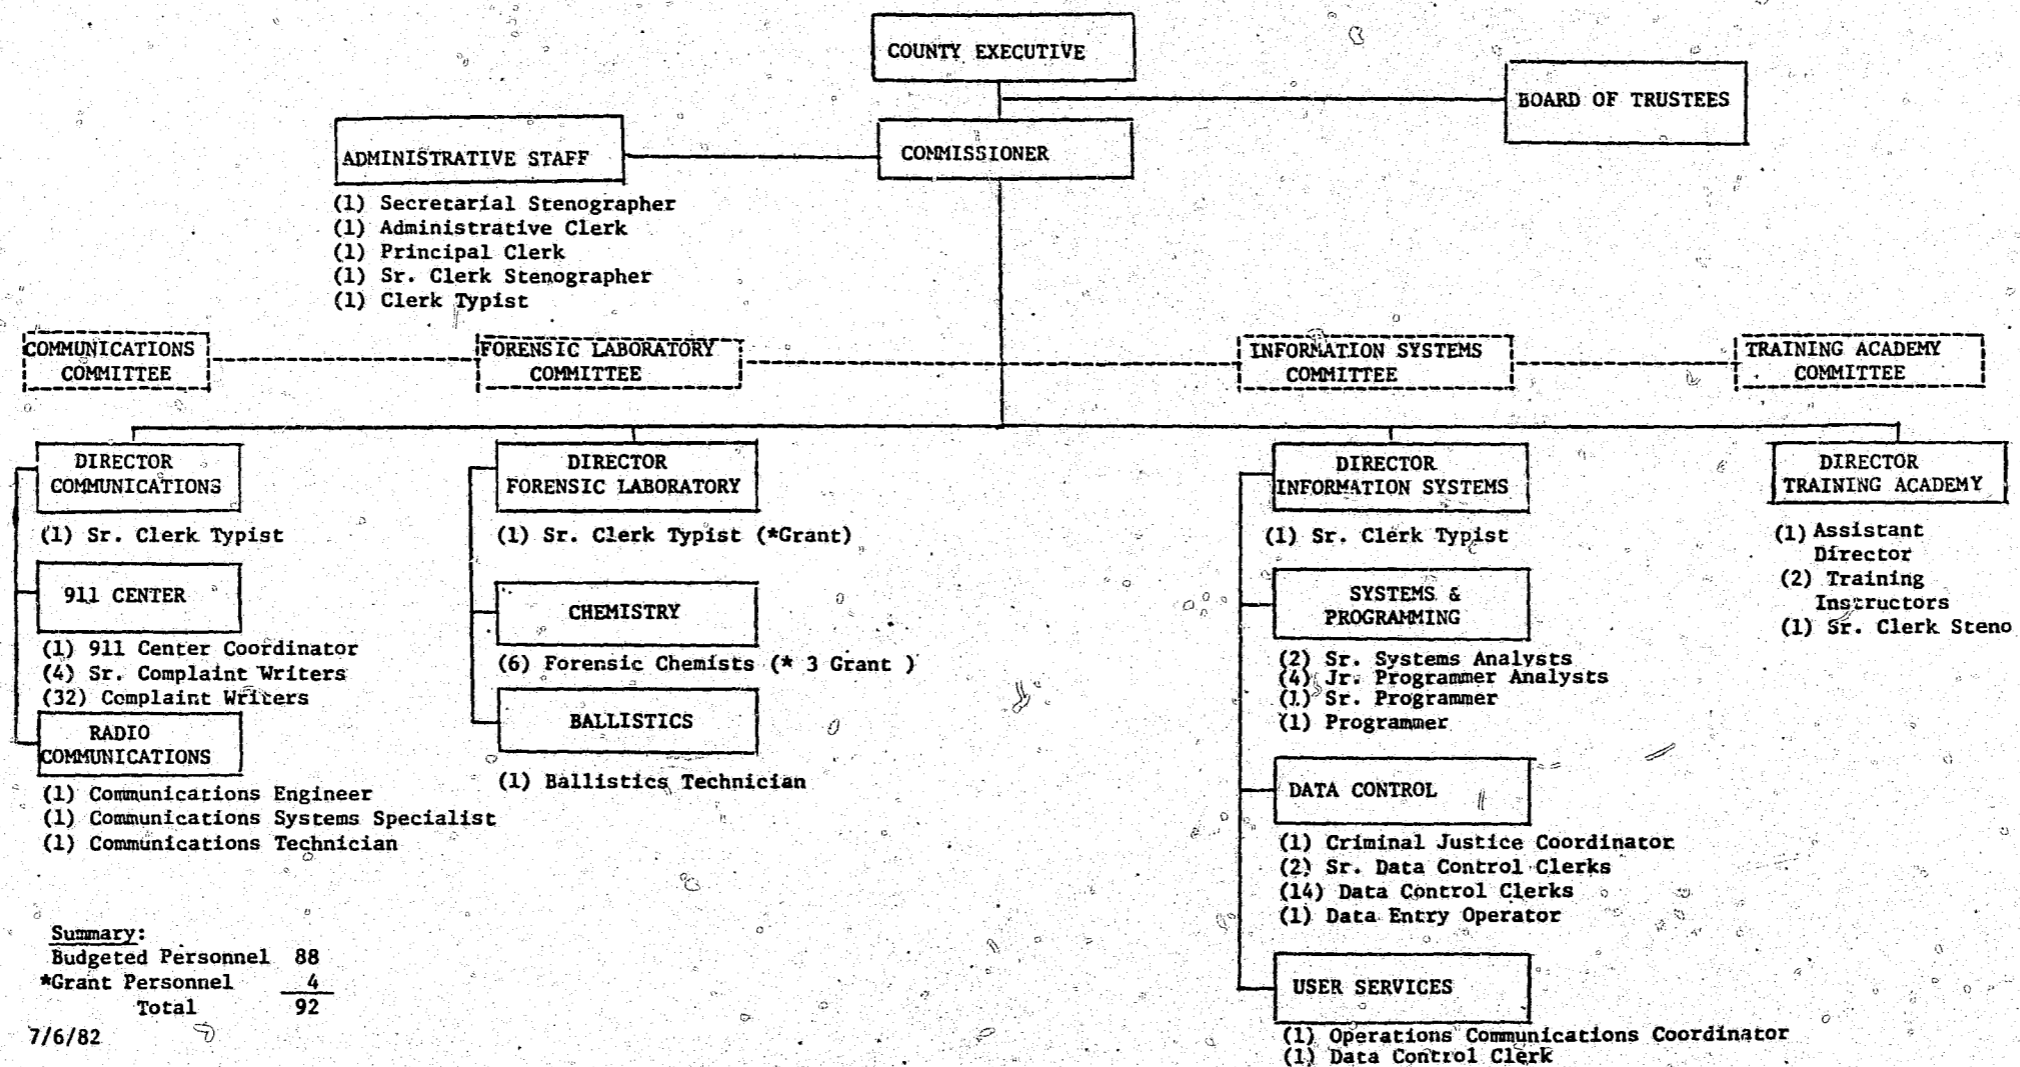 COUNTY EXECUTIVE
BOARD OF TRUSTEES
ADMINISTRATIVE STAFF
COMMISSIONER
(1) Secretarial Stenographer
(1) Administrative Clerk
(1) Principal Clerk
(1) Sr. Clerk Stenographer
(1) Clerk Typist
COMMUNICATIONS
COMMITTEE
FORENSIC LABORATORY
COMMITTEE
INFORMATION SYSTEMS
COMMITTEE
TRAINING ACADEMY
COMMITTEE
DIRECTOR
COMMUNICATIONS
(1) Sr. Clerk Typist
911 CENTER
(1) 911 Center Coordinator
(4) Sr. Complaint Writers
(32) Complaint Writers
RADIO
COMMUNICATIONS
(1) Communications Engineer
(1) Communications Systems Specialist
(1) Communications Technician
DIRECTOR
FORENSIC LABORATORY
(1) Sr. Clerk Typist (*Grant)
CHEMISTRY
(6) Forensic Chemists (* 3 Grant )
BALLISTICS
(1) Ballistics Technician
DIRECTOR
INFORMATION SYSTEMS
(1) Sr. Clerk Typist
SYSTEMS &
PROGRAMMING
(2) Sr. Systems Analysts
(4) Jr. Programmer Analysts
(1) Sr. Programmer
(1) Programmer
DATA CONTROL
(1) Criminal Justice Coordinator
(2) Sr. Data Control Clerks
(14) Data Control Clerks
(1) Data Entry Operator
USER SERVICES
(1) Operations Communications Coordinator
(1) Data Control Clerk
DIRECTOR
TRAINING ACADEMY
(1) Assistant
Director
(2) Training
Instructors
(1) Sr. Clerk Steno
Summary:
Budgeted Personnel 88
*Grant Personnel 4
Total 92
7/6/82